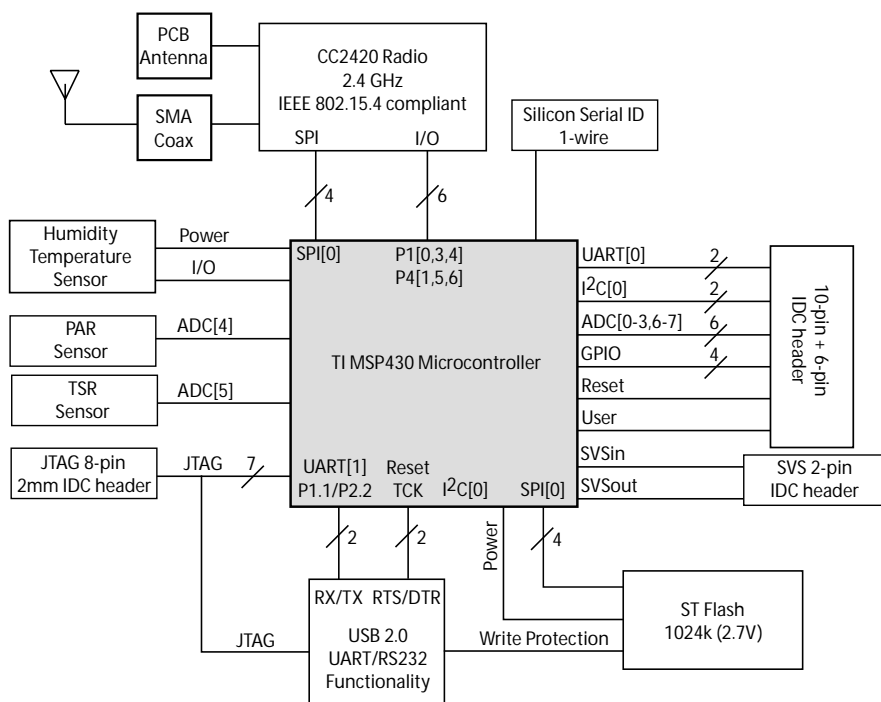 PCB
Antenna
CC2420 Radio
2.4 GHz
IEEE 802.15.4 compliant
SPI I/O
SMA
Coax
Silicon Serial ID
1-wire
4
6
Humidity
Temperature
Sensor
Power
I/O
PAR
Sensor
ADC[4]
TSR
Sensor
ADC[5]
JTAG 8-pin
2mm IDC header
JTAG 7
SPI[0]
P1[0,3,4]
P4[1,5,6]
TI MSP430 Microcontroller
UART[1] Reset
P1.1/P2.2 TCK I2C[0] SPI[0]
UART[0] 2
I2C[0] 2
ADC[0-3,6-7] 6
GPIO 4
Reset
User
10-pin + 6-pin
IDC header
SVSin
SVSout
SVS 2-pin
IDC header
2
2
Power
4
RX/TX RTS/DTR
USB 2.0
UART/RS232
Functionality
JTAG
Write Protection
ST Flash
1024k (2.7V)